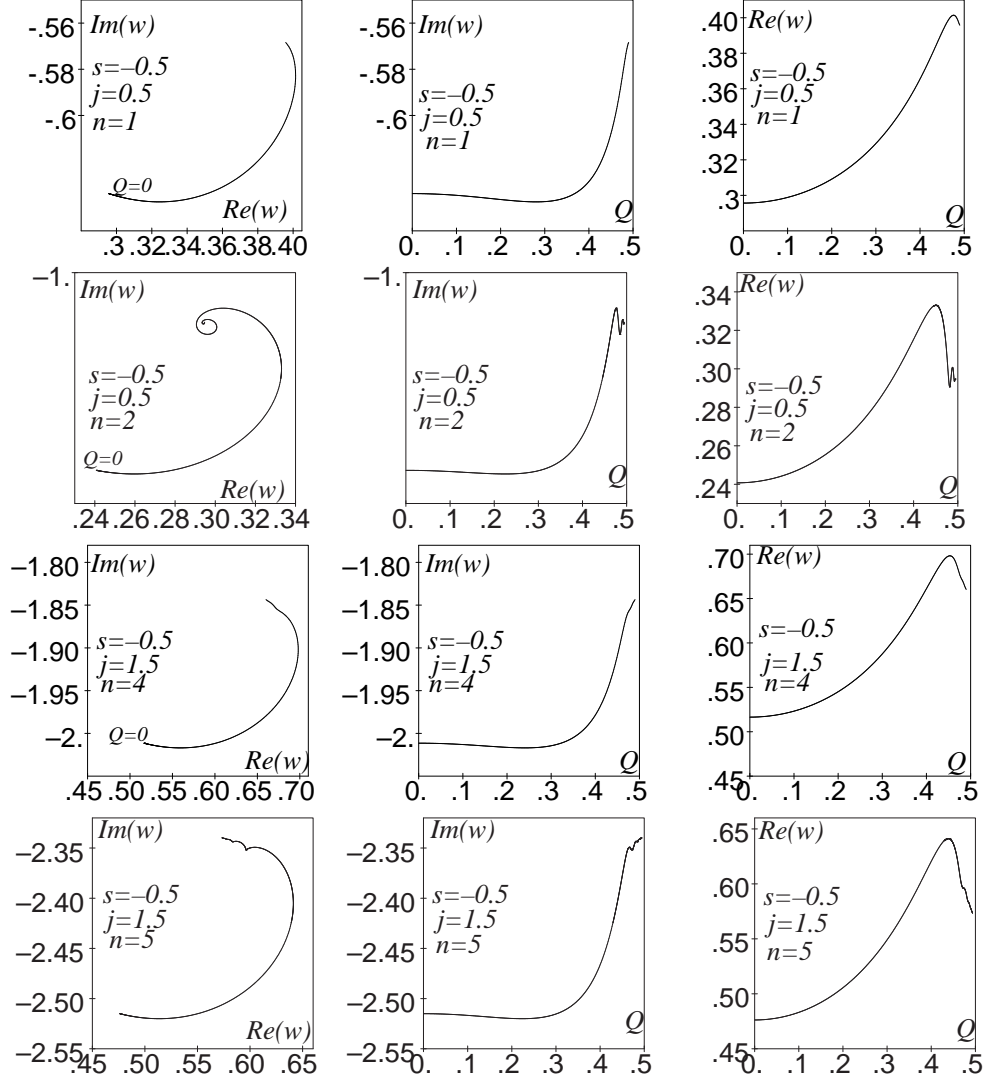 -.56
-.58
-.6
Im(w)
s=–0.5
j=0.5
n=1
Q=0
Re(w)
.3 .32 .34 .36 .38 .40
-.56
-.58
-.6
Im(w)
s=–0.5
j=0.5
n=1
Q
0. .1 .2 .3 .4 .5
.40
.38
.36
.34
.32
.3
Re(w)
s=–0.5
j=0.5
n=1
Q
0. .1 .2 .3 .4 .5
–1.
Im(w)
s=–0.5
j=0.5
n=2
Q=0
Re(w)
.24 .26 .28 .30 .32 .34
–1.
Im(w)
s=–0.5
j=0.5
n=2
Q
0. .1 .2 .3 .4 .5
.34
.32
.30
.28
.26
.24
Re(w)
s=–0.5
j=0.5
n=2
Q
0. .1 .2 .3 .4 .5
–1.80
–1.85
–1.90
–1.95
–2.
Im(w)
s=–0.5
j=1.5
n=4
Q=0
Re(w)
.45 .50 .55 .60 .65 .70
–1.80
–1.85
–1.90
–1.95
–2.
Im(w)
s=–0.5
j=1.5
n=4
Q
0. .1 .2 .3 .4 .5
.70
.65
.60
.55
.50
.45
Re(w)
s=–0.5
j=1.5
n=4
Q
0. .1 .2 .3 .4 .5
–2.35
–2.40
–2.45
–2.50
–2.55
Im(w)
s=–0.5
j=1.5
n=5
Re(w)
.45 .50 .55 .60 .65
–2.35
–2.40
–2.45
–2.50
–2.55
Im(w)
s=–0.5
j=1.5
n=5
Q
0. .1 .2 .3 .4 .5
.65
.60
.55
.50
.45
Re(w)
s=–0.5
j=1.5
n=5
Q
0. .1 .2 .3 .4 .5